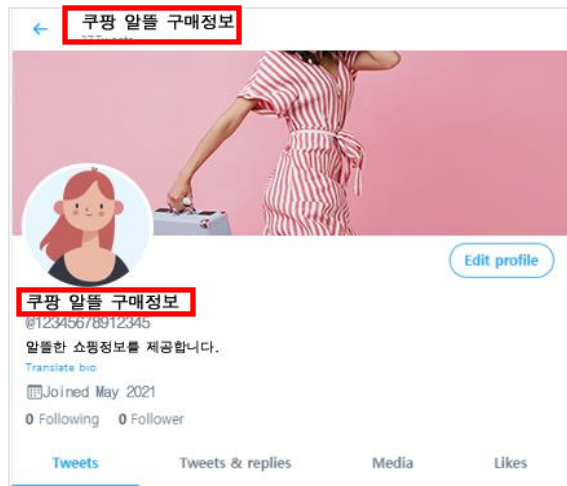 쿠팡 알뜰 구매정보
Edit profile
쿠팡 알뜰 구매정보
@12345678912345
알뜰한 쇼핑정보를 제공합니다.
Translate bio
Joined May 2021
0 Following 0 Follower
Tweets Tweets & replies Media Likes